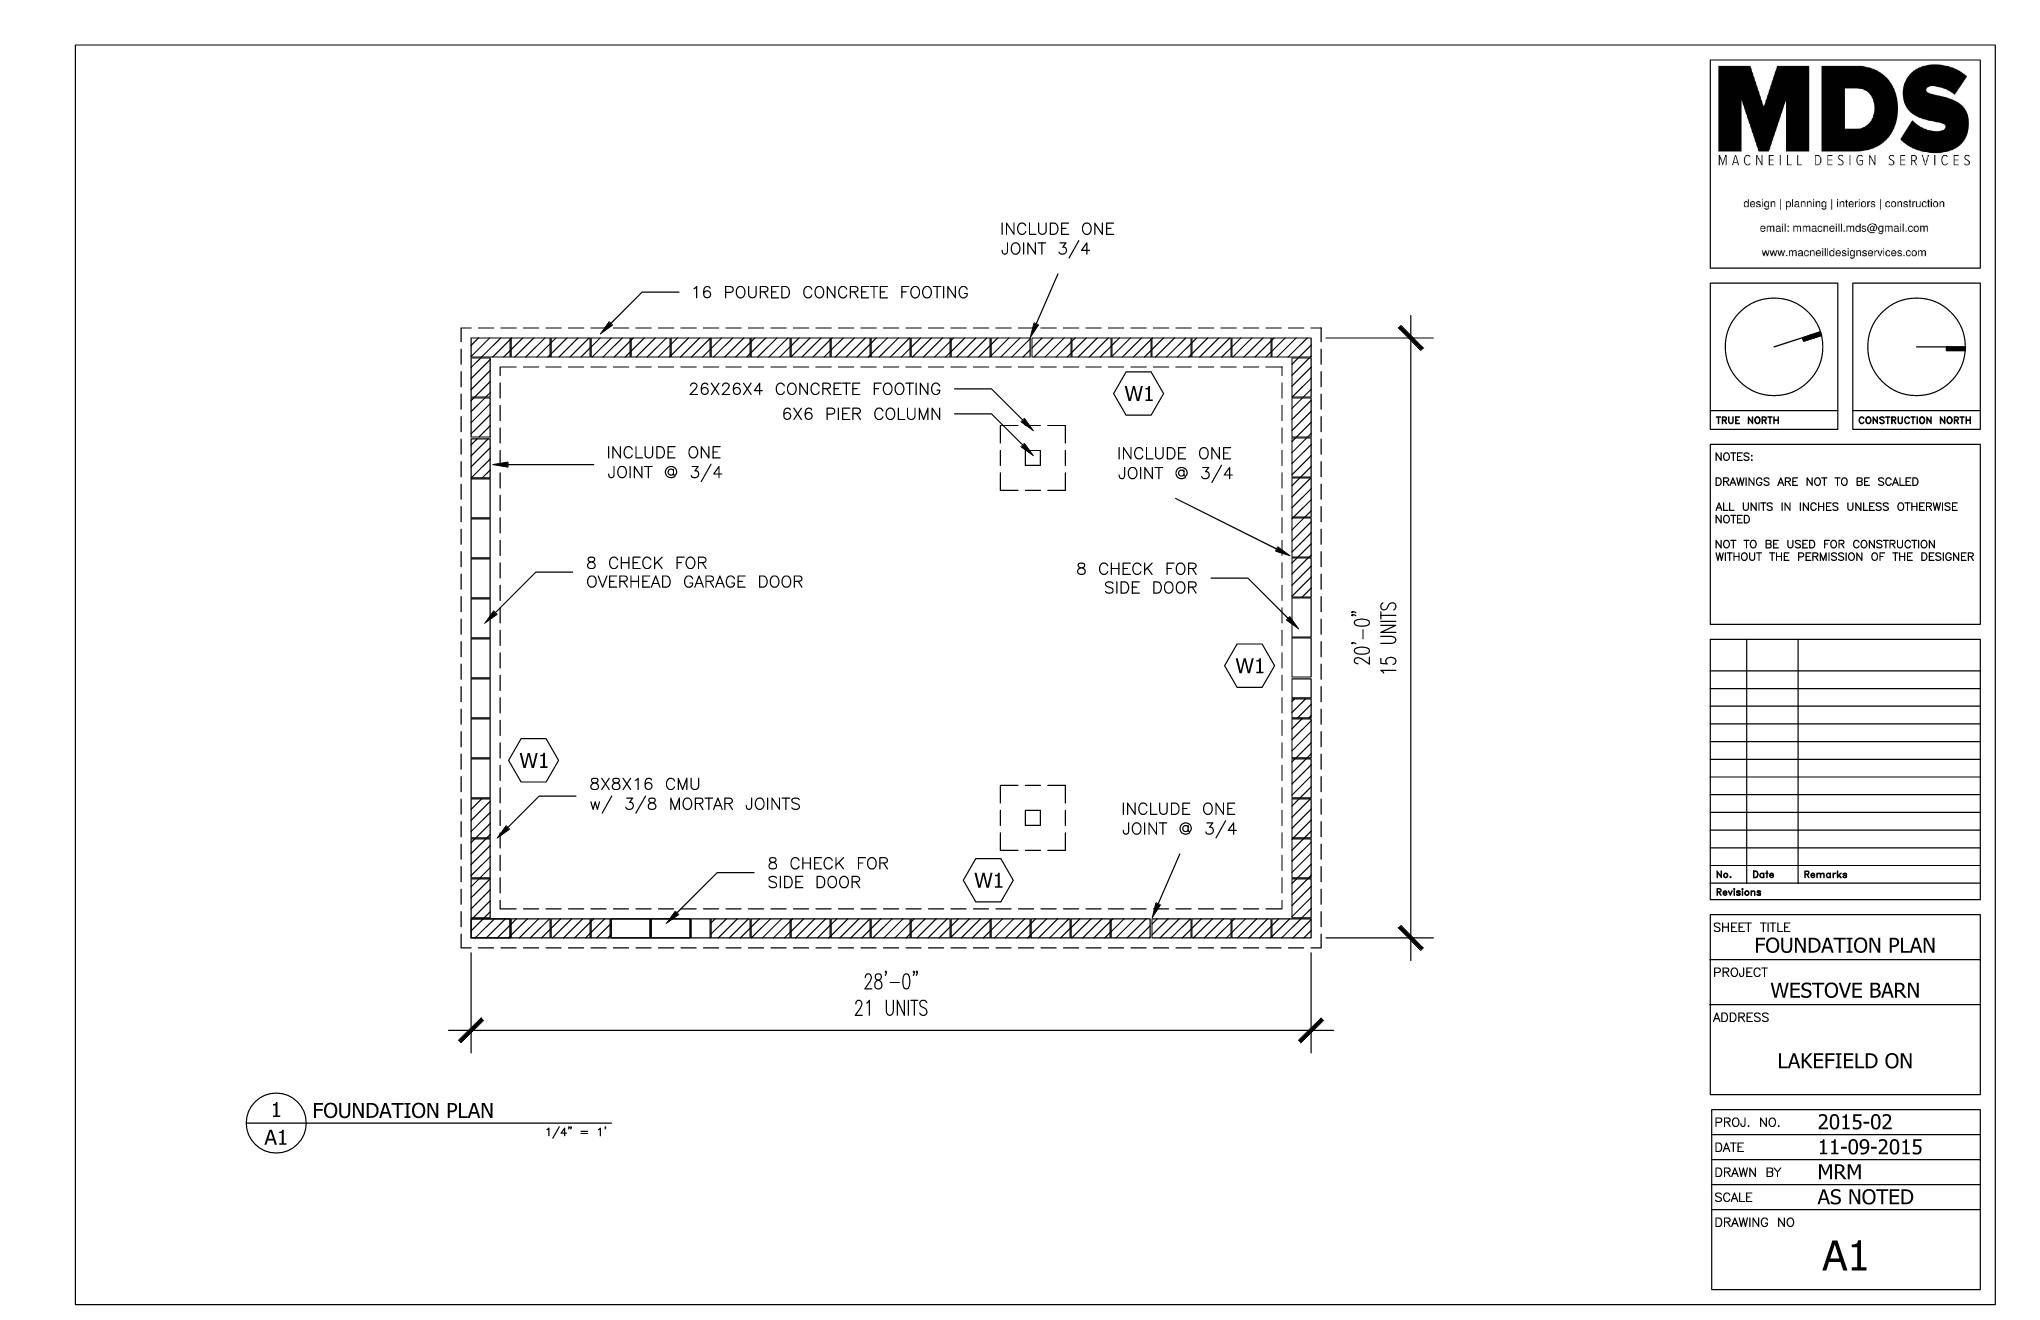 INCLUDE ONE
JOINT 3/4
16 POURED CONCRETE FOOTING
26X26X4 CONCRETE FOOTING
6X6 PIER COLUMN
W1
INCLUDE ONE
JOINT @ 3/4
INCLUDE ONE
JOINT @ 3/4
8 CHECK FOR
OVERHEAD GARAGE DOOR
8 CHECK FOR
SIDE DOOR
20'-0"
15 UNITS
W1
W1
8X8X16 CMU
w/ 3/8 MORTAR JOINTS
INCLUDE ONE
JOINT @ 3/4
8 CHECK FOR
SIDE DOOR
W1
28'-0"
21 UNITS
1
A1
FOUNDATION PLAN
1/4" = 1'
MDS
MACNEILL DESIGN SERVICES
design | planning | interiors | construction
email: mmacneill.mds@gmail.com
www.macneilldesignservices.com
TRUE NORTH
CONSTRUCTION NORTH
NOTES:
DRAWINGS ARE NOT TO BE SCALED
ALL UNITS IN INCHES UNLESS OTHERWISE
NOTED
NOT TO BE USED FOR CONSTRUCTION
WITHOUT THE PERMISSION OF THE DESIGNER
No. Date Remarks
Revisions
SHEET TITLE
FOUNDATION PLAN
PROJECT
WESTOVE BARN
ADDRESS
LAKEFIELD ON
PROJ. NO. 2015-02
DATE 11-09-2015
DRAWN BY MRM
SCALE AS NOTED
DRAWING NO
A1